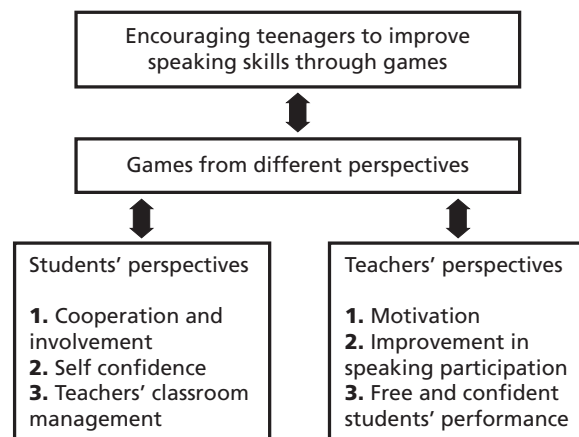 Encouraging teenagers to improve
speaking skills through games
Games from different perspectives
Students’ perspectives
1. Cooperation and
involvement
2. Self confidence
3. Teachers’ classroom
management
Teachers’ perspectives
1. Motivation
2. Improvement in
speaking participation
3. Free and confident
students’ performance